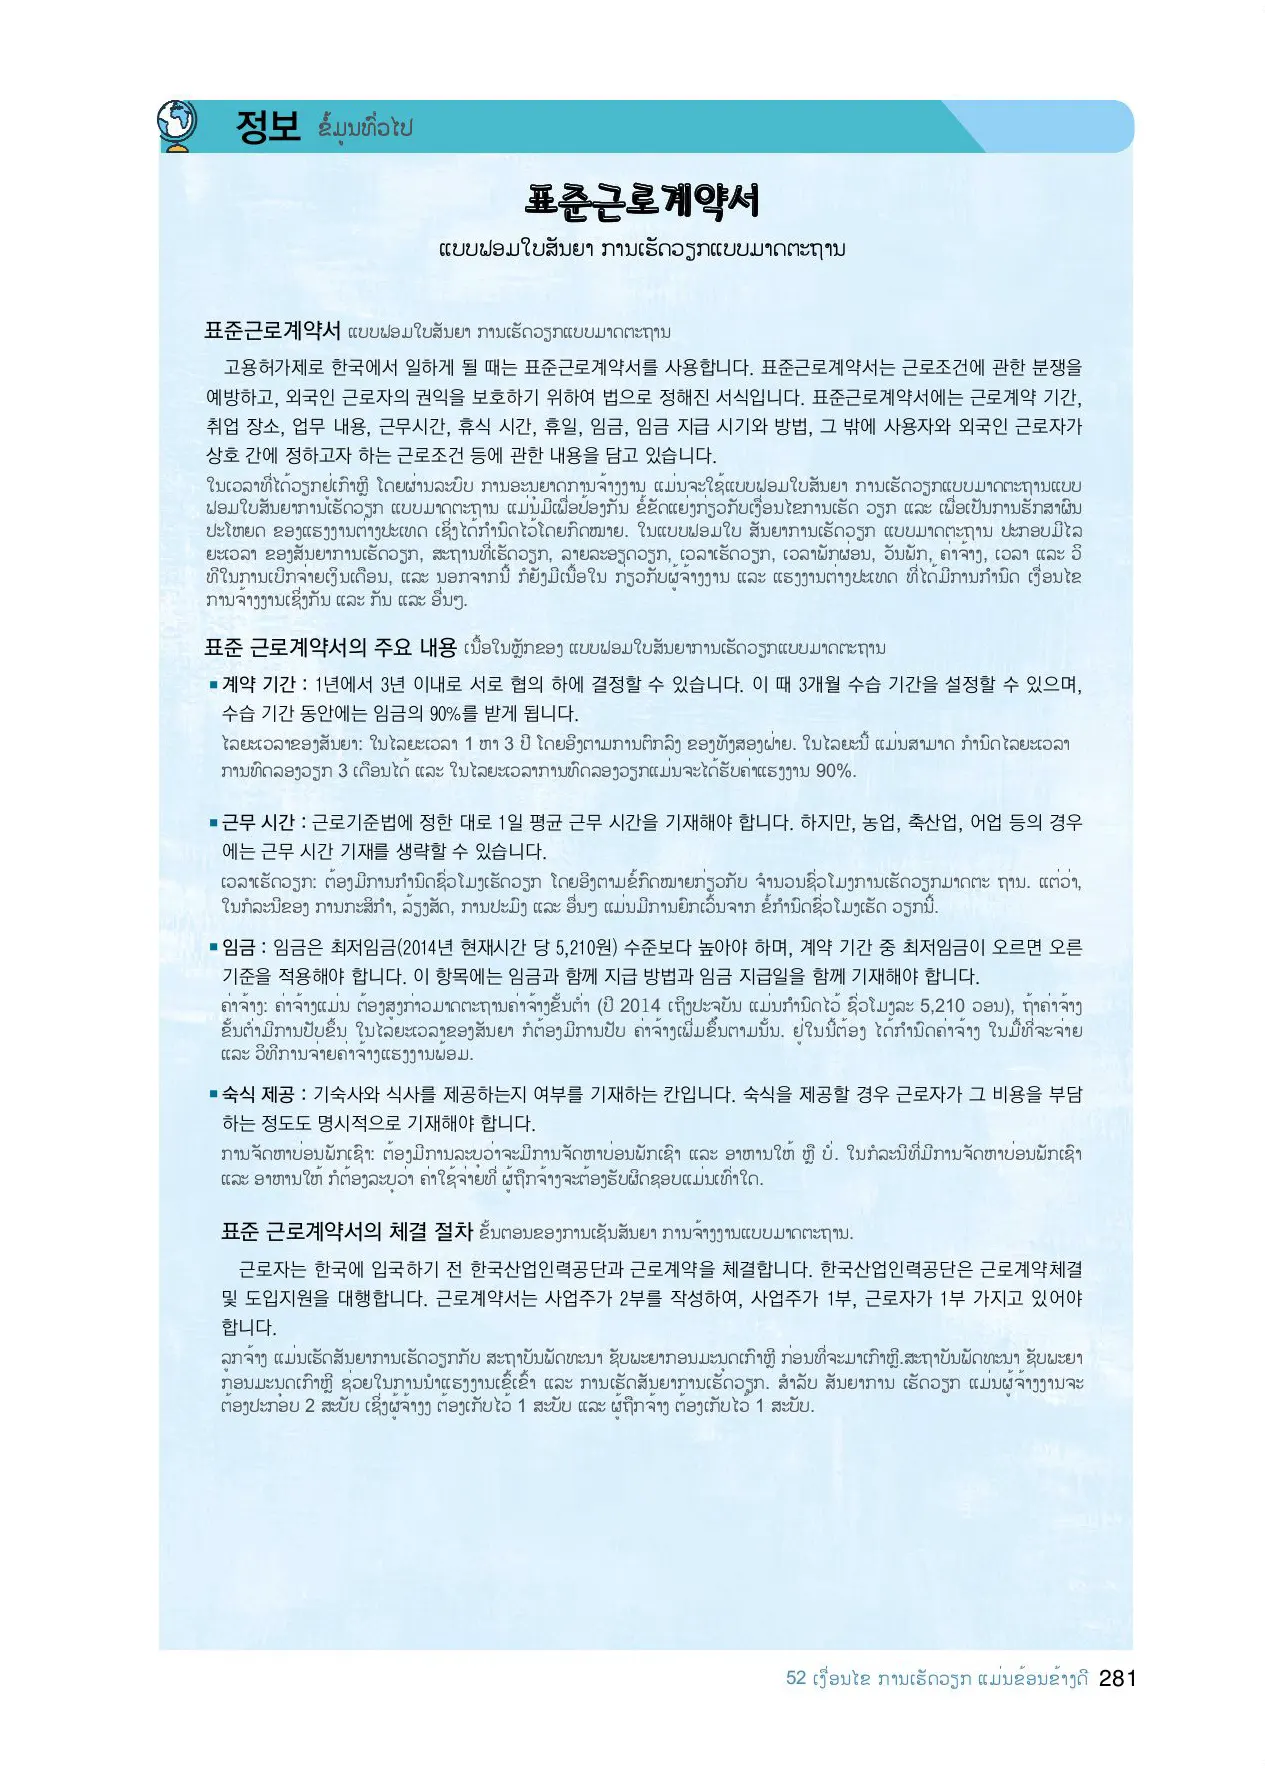 정보 ຂໍ້ມູນທົ່ວໄປ
표준근로계약서
ແບບຟອມໃບສັນຍາ ການເຮັດວຽກແບບມາດຕະຖານ
표준근로계약서 ແບບຟອມໃບສັນຍາ ການເຮັດວຽກແບບມາດຕະຖານ
고용허가제로 한국에서 일하게 될 때는 표준근로계약서를 사용합니다. 표준근로계약서는 근로조건에 관한 분쟁을
예방하고, 외국인 근로자의 권익을 보호하기 위하여 법으로 정해진 서식입니다. 표준근로계약서에는 근로계약 기간,
취업 장소, 업무 내용, 근무시간, 휴식 시간, 휴일, 임금, 임금 지급 시기와 방법, 그 밖에 사용자와 외국인 근로자가
상호 간에 정하고자 하는 근로조건 등에 관한 내용을 담고 있습니다.
ໃນເວລາທີ່ໄດ້ວຽກຢູ່ເກົາຫຼີ ໂດຍຜ່ານລະບົບ ການອະນຸຍາດການຈ້າງງານ ແມ່ນຈະໃຊ້ແບບຟອມໃບສັນຍາ ການເຮັດວຽກແບບມາດຕະຖານແບບ
ຟອມໃບສັນຍາການເຮັດວຽກ ແບບມາດຕະຖານ ແມ່ນມີເພື່ອປ້ອງກັນ ຂໍ້ຂັດແຍ່ງກ່ຽວກັບເງື່ອນໄຂການເຮັດ ວຽກ ແລະ ເພື່ອເປັນການຮັກສາຜົນ
ປະໂຫຍດ ຂອງແຮງງານຕ່າງປະເທດ ເຊິ່ງໄດ້ກຳນົດໄວ້ໂດຍກົດໝາຍ. ໃນແບບຟອມໃບ ສັນຍາການເຮັດວຽກ ແບບມາດຕະຖານ ປະກອບມີໄລ
ຍະເວລາ ຂອງສັນຍາການເຮັດວຽກ, ສະຖານທີ່ເຮັດວຽກ, ລາຍລະອຽດວຽກ, ເວລາເຮັດວຽກ, ເວລາພັກຜ່ອນ, ວັນພັກ, ຄ່າຈ້າງ, ເວລາ ແລະ ວິ
ທີໃນການເບີກຈ່າຍເງິນເດືອນ, ແລະ ນອກຈາກນີ້ ກໍຍັງມີເນື້ອໃນ ກ່ຽວກັບຜູ້ຈ້າງງານ ແລະ ແຮງງານຕ່າງປະເທດ ທີ່ໄດ້ມີການກຳນົດ ເງື່ອນໄຂ
ການຈ້າງງານເຊິ່ງກັນ ແລະ ກັນ ແລະ ອື່ນໆ.
표준 근로계약서의 주요 내용 ເນື້ອໃນຫຼັກຂອງ ແບບຟອມໃບສັນຍາການເຮັດວຽກແບບມາດຕະຖານ
▪ 계약 기간 : 1년에서 3년 이내로 서로 협의 하에 결정할 수 있습니다. 이 때 3개월 수습 기간을 설정할 수 있으며,
수습 기간 동안에는 임금의 90%를 받게 됩니다.
ໄລຍະເວລາຂອງສັນຍາ: ໃນໄລຍະເວລາ 1 ຫາ 3 ປີ ໂດຍອີງຕາມການຕົກລົງ ຂອງທັງສອງຝ່າຍ. ໃນໄລຍະນີ້ ແມ່ນສາມາດ ກຳນົດໄລຍະເວລາ
ການທົດລອງວຽກ 3 ເດືອນໄດ້ ແລະ ໃນໄລຍະເວລາການທົດລອງວຽກແມ່ນຈະໄດ້ຮັບຄ່າແຮງງານ 90%.
▪ 근무 시간 : 근로기준법에 정한 대로 1일 평균 근무 시간을 기재해야 합니다. 하지만, 농업, 축산업, 어업 등의 경우
에는 근무 시간 기재를 생략할 수 있습니다.
ເວລາເຮັດວຽກ: ຕ້ອງມີການກຳນົດຊົ່ວໂມງເຮັດວຽກ ໂດຍອີງຕາມຂໍ້ກົດໝາຍກ່ຽວກັບ ຈຳນວນຊົ່ວໂມງການເຮັດວຽກມາດຕະ ຖານ. ແຕ່ວ່າ,
ໃນກໍລະນີຂອງ ການກະສິກຳ, ລ້ຽງສັດ, ການປະມົງ ແລະ ອື່ນໆ ແມ່ນມີການຍົກເວັ້ນຈາກ ຂໍ້ກຳນົດຊົ່ວໂມງເຮັດ ວຽກນີ້.
▪ 임금 : 임금은 최저임금(2014년 현재시간 당 5,210원) 수준보다 높아야 하며, 계약 기간 중 최저임금이 오르면 오른
기준을 적용해야 합니다. 이 항목에는 임금과 함께 지급 방법과 임금 지급일을 함께 기재해야 합니다.
ຄ່າຈ້າງ: ຄ່າຈ້າງແມ່ນ ຕ້ອງສູງກ່າວມາດຕະຖານຄ່າຈ້າງຂັ້ນຕ່ຳ (ປີ 2014 ເຖິງປະຈຸບັນ ແມ່ນກຳນົດໄວ້ ຊົ່ວໂມງລະ 5,210 ວອນ), ຖ້າຄ່າຈ້າງ
ຂັ້ນຕ່ຳມີການປັບຂຶ້ນ ໃນໄລຍະເວລາຂອງສັນຍາ ກໍຕ້ອງມີການປັບ ຄ່າຈ້າງເພີ່ມຂຶ້ນຕາມນັ້ນ. ຢູ່ໃນນີ້ຕ້ອງ ໄດ້ກຳນົດຄ່າຈ້າງ ໃນມື້ທີ່ຈະຈ່າຍ
ແລະ ວິທີການຈ່າຍຄ່າຈ້າງແຮງງານພ້ອມ.
▪ 숙식 제공 : 기숙사와 식사를 제공하는지 여부를 기재하는 칸입니다. 숙식을 제공할 경우 근로자가 그 비용을 부담
하는 정도도 명시적으로 기재해야 합니다.
ການຈັດຫາບ່ອນພັກເຊົາ: ຕ້ອງມີການລະບຸວ່າຈະມີການຈັດຫາບ່ອນພັກເຊົາ ແລະ ອາຫານໃຫ້ ຫຼື ບໍ່. ໃນກໍລະນີທີ່ມີການຈັດຫາບ່ອນພັກເຊົາ
ແລະ ອາຫານໃຫ້ ກໍຕ້ອງລະບຸວ່າ ຄ່າໃຊ້ຈ່າຍທີ່ ຜູ້ຖືກຈ້າງຈະຕ້ອງຮັບຜິດຊອບແມ່ນເທົ່າໃດ.
표준 근로계약서의 체결 절차 ຂັ້ນຕອນຂອງການເຊັນສັນຍາ ການຈ້າງງານແບບມາດຕະຖານ.
근로자는 한국에 입국하기 전 한국산업인력공단과 근로계약을 체결합니다. 한국산업인력공단은 근로계약체결
및 도입지원을 대행합니다. 근로계약서는 사업주가 2부를 작성하여, 사업주가 1부, 근로자가 1부 가지고 있어야
합니다.
ລູກຈ້າງ ແມ່ນເຮັດສັນຍາການເຮັດວຽກກັບ ສະຖາບັນພັດທະນາ ຊັບພະຍາກອນມະນຸດເກົາຫຼີ ກ່ອນທີ່ຈະມາເກົາຫຼີ.ສະຖາບັນພັດທະນາ ຊັບພະຍາ
ກ້ອນມະນຸດເກົາຫຼີ ຊ່ວຍໃນການນຳແຮງງານເຂົ້າເຂົ້າ ແລະ ການເຮັດສັນຍາການເຮັດວຽກ. ສຳລັບ ສັນຍາການ ເຮັດວຽກ ແມ່ນຜູ້ຈ້າງງານຈະ
ຕ້ອງປະກອບ 2 ສະບັບ ເຊິ່ງຜູ້ຈ້າງງ ຕ້ອງເກັບໄວ້ 1 ສະບັບ ແລະ ຜູ້ຖືກຈ້າງ ຕ້ອງເກັບໄວ້ 1 ສະບັບ.
52 ເງື່ອນໄຂ ການເຮັດວຽກ ແມ່ນຂ້ອນຂ້າງດີ 281